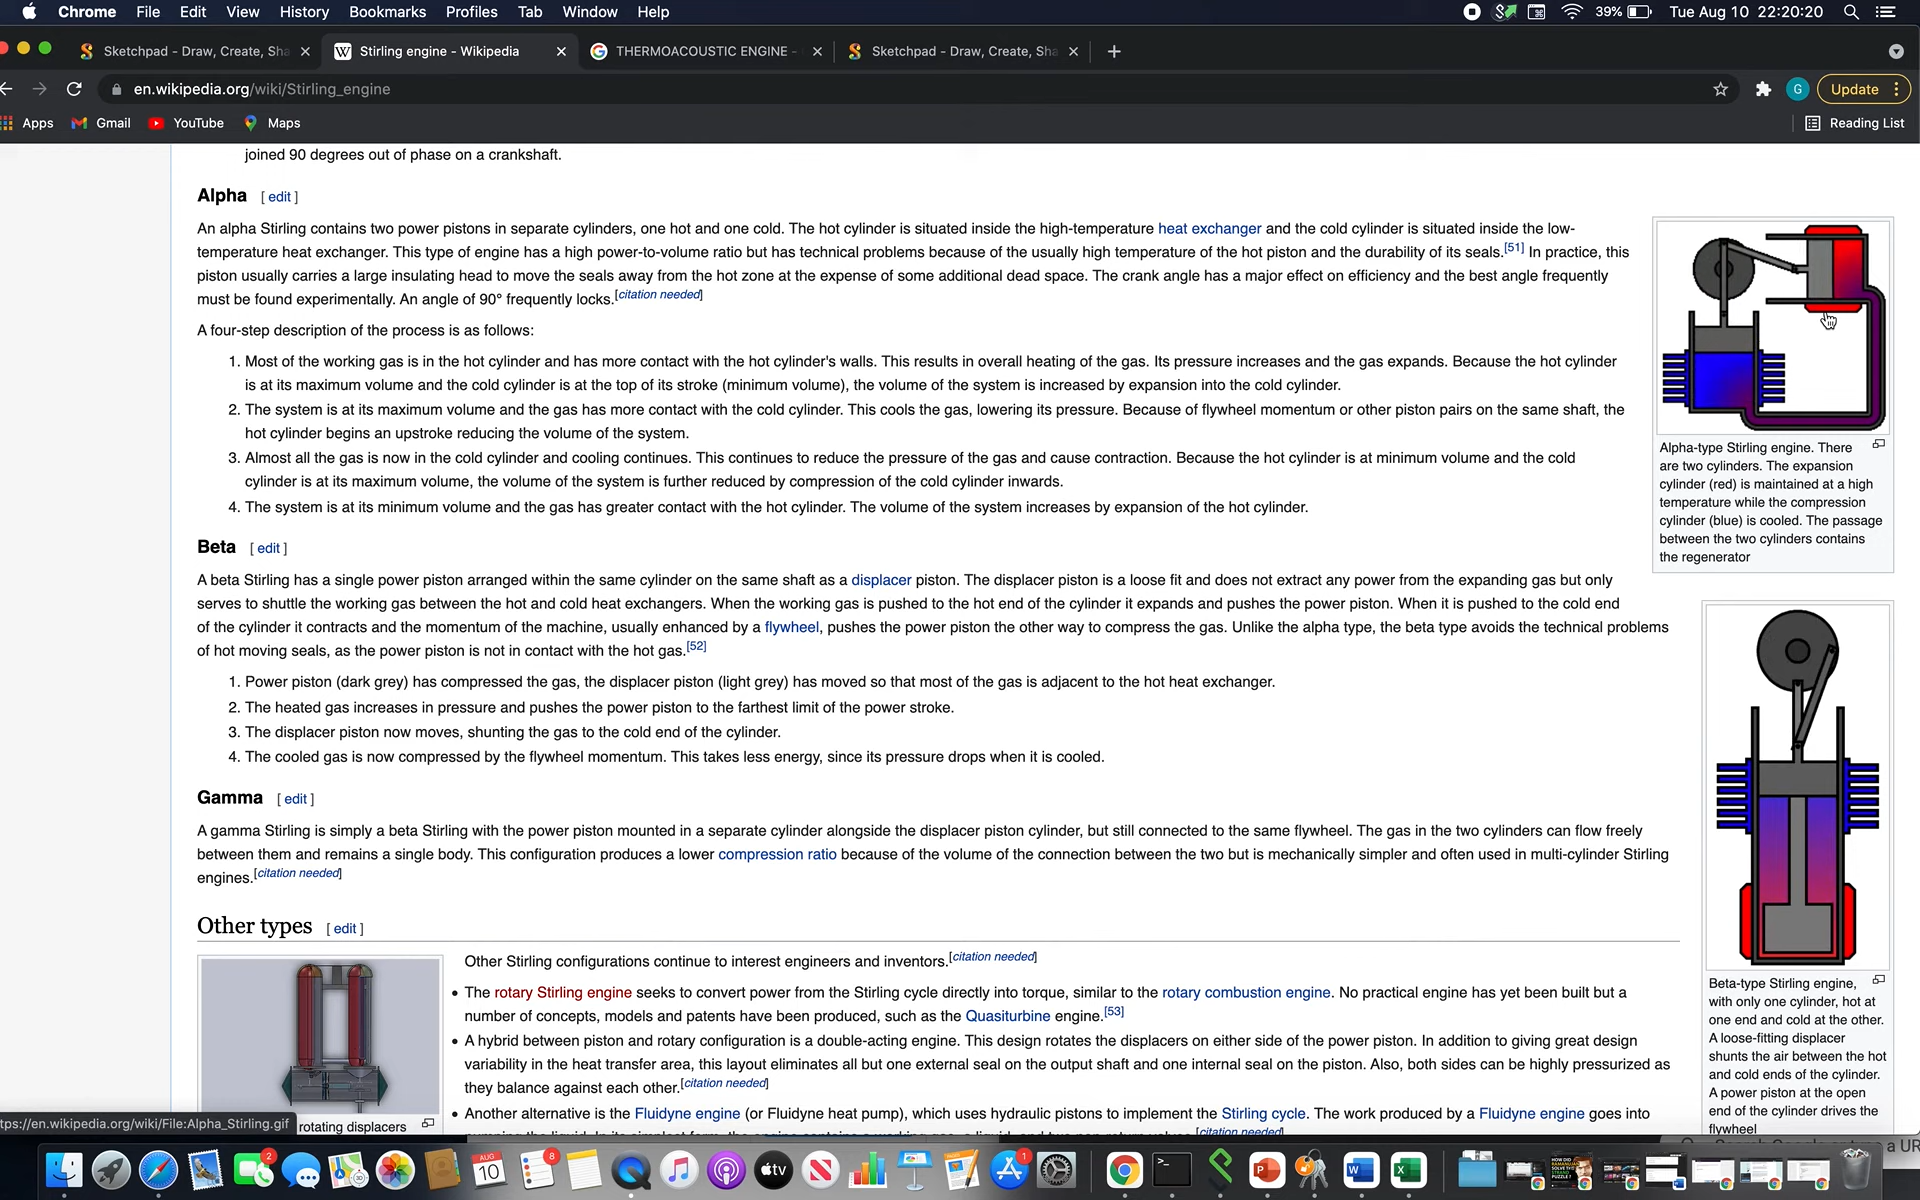 Chrome File Edit View History Bookmarks Profiles Tab Window Help 39% Tue Aug 10 22:20:20
Sketchpad - Draw, Create, Sha Stirling engine - Wikipedia THERMOACOUSTIC ENGINE - Sketchpad - Draw, Create, Sha
en.wikipedia.org/wiki/Stirling_engine G Update
Apps Gmail YouTube Maps Reading List
joined 90 degrees out of phase on a crankshaft.
Alpha [ edit ]
An alpha Stirling contains two power pistons in separate cylinders, one hot and one cold. The hot cylinder is situated inside the high-temperature heat exchanger and the cold cylinder is situated inside the low-
temperature heat exchanger. This type of engine has a high power-to-volume ratio but has technical problems because of the usually high temperature of the hot piston and the durability of its seals.[51] In practice, this
piston usually carries a large insulating head to move the seals away from the hot zone at the expense of some additional dead space. The crank angle has a major effect on efficiency and the best angle frequently
must be found experimentally. An angle of 90° frequently locks.[citation needed]
A four-step description of the process is as follows:
1. Most of the working gas is in the hot cylinder and has more contact with the hot cylinder's walls. This results in overall heating of the gas. Its pressure increases and the gas expands. Because the hot cylinder
is at its maximum volume and the cold cylinder is at the top of its stroke (minimum volume), the volume of the system is increased by expansion into the cold cylinder.
2. The system is at its maximum volume and the gas has more contact with the cold cylinder. This cools the gas, lowering its pressure. Because of flywheel momentum or other piston pairs on the same shaft, the
hot cylinder begins an upstroke reducing the volume of the system.
3. Almost all the gas is now in the cold cylinder and cooling continues. This continues to reduce the pressure of the gas and cause contraction. Because the hot cylinder is at minimum volume and the cold
cylinder is at its maximum volume, the volume of the system is further reduced by compression of the cold cylinder inwards.
4. The system is at its minimum volume and the gas has greater contact with the hot cylinder. The volume of the system increases by expansion of the hot cylinder.
Alpha-type Stirling engine. There
are two cylinders. The expansion
cylinder (red) is maintained at a high
temperature while the compression
cylinder (blue) is cooled. The passage
between the two cylinders contains
the regenerator
Beta [ edit ]
A beta Stirling has a single power piston arranged within the same cylinder on the same shaft as a displacer piston. The displacer piston is a loose fit and does not extract any power from the expanding gas but only
serves to shuttle the working gas between the hot and cold heat exchangers. When the working gas is pushed to the hot end of the cylinder it expands and pushes the power piston. When it is pushed to the cold end
of the cylinder it contracts and the momentum of the machine, usually enhanced by a flywheel, pushes the power piston the other way to compress the gas. Unlike the alpha type, the beta type avoids the technical problems
of hot moving seals, as the power piston is not in contact with the hot gas.[52]
1. Power piston (dark grey) has compressed the gas, the displacer piston (light grey) has moved so that most of the gas is adjacent to the hot heat exchanger.
2. The heated gas increases in pressure and pushes the power piston to the farthest limit of the power stroke.
3. The displacer piston now moves, shunting the gas to the cold end of the cylinder.
4. The cooled gas is now compressed by the flywheel momentum. This takes less energy, since its pressure drops when it is cooled.
Gamma [ edit ]
A gamma Stirling is simply a beta Stirling with the power piston mounted in a separate cylinder alongside the displacer piston cylinder, but still connected to the same flywheel. The gas in the two cylinders can flow freely
between them and remains a single body. This configuration produces a lower compression ratio because of the volume of the connection between the two but is mechanically simpler and often used in multi-cylinder Stirling
engines.[citation needed]
Beta-type Stirling engine,
with only one cylinder, hot at
one end and cold at the other.
A loose-fitting displacer
shunts the air between the hot
and cold ends of the cylinder.
A power piston at the open
end of the cylinder drives the
flywheel
Other types [ edit ]
Other Stirling configurations continue to interest engineers and inventors.[citation needed]
• The rotary Stirling engine seeks to convert power from the Stirling cycle directly into torque, similar to the rotary combustion engine. No practical engine has yet been built but a
number of concepts, models and patents have been produced, such as the Quasiturbine engine.[53]
• A hybrid between piston and rotary configuration is a double-acting engine. This design rotates the displacers on either side of the power piston. In addition to giving great design
variability in the heat transfer area, this layout eliminates all but one external seal on the output shaft and one internal seal on the piston. Also, both sides can be highly pressurized as
they balance against each other.[citation needed]
• Another alternative is the Fluidyne engine (or Fluidyne heat pump), which uses hydraulic pistons to implement the Stirling cycle. The work produced by a Fluidyne engine goes into
[citation needed]
rotating displacers
tps://en.wikipedia.org/wiki/File:Alpha_Stirling.gif
2 AUG 10 8 tv 1